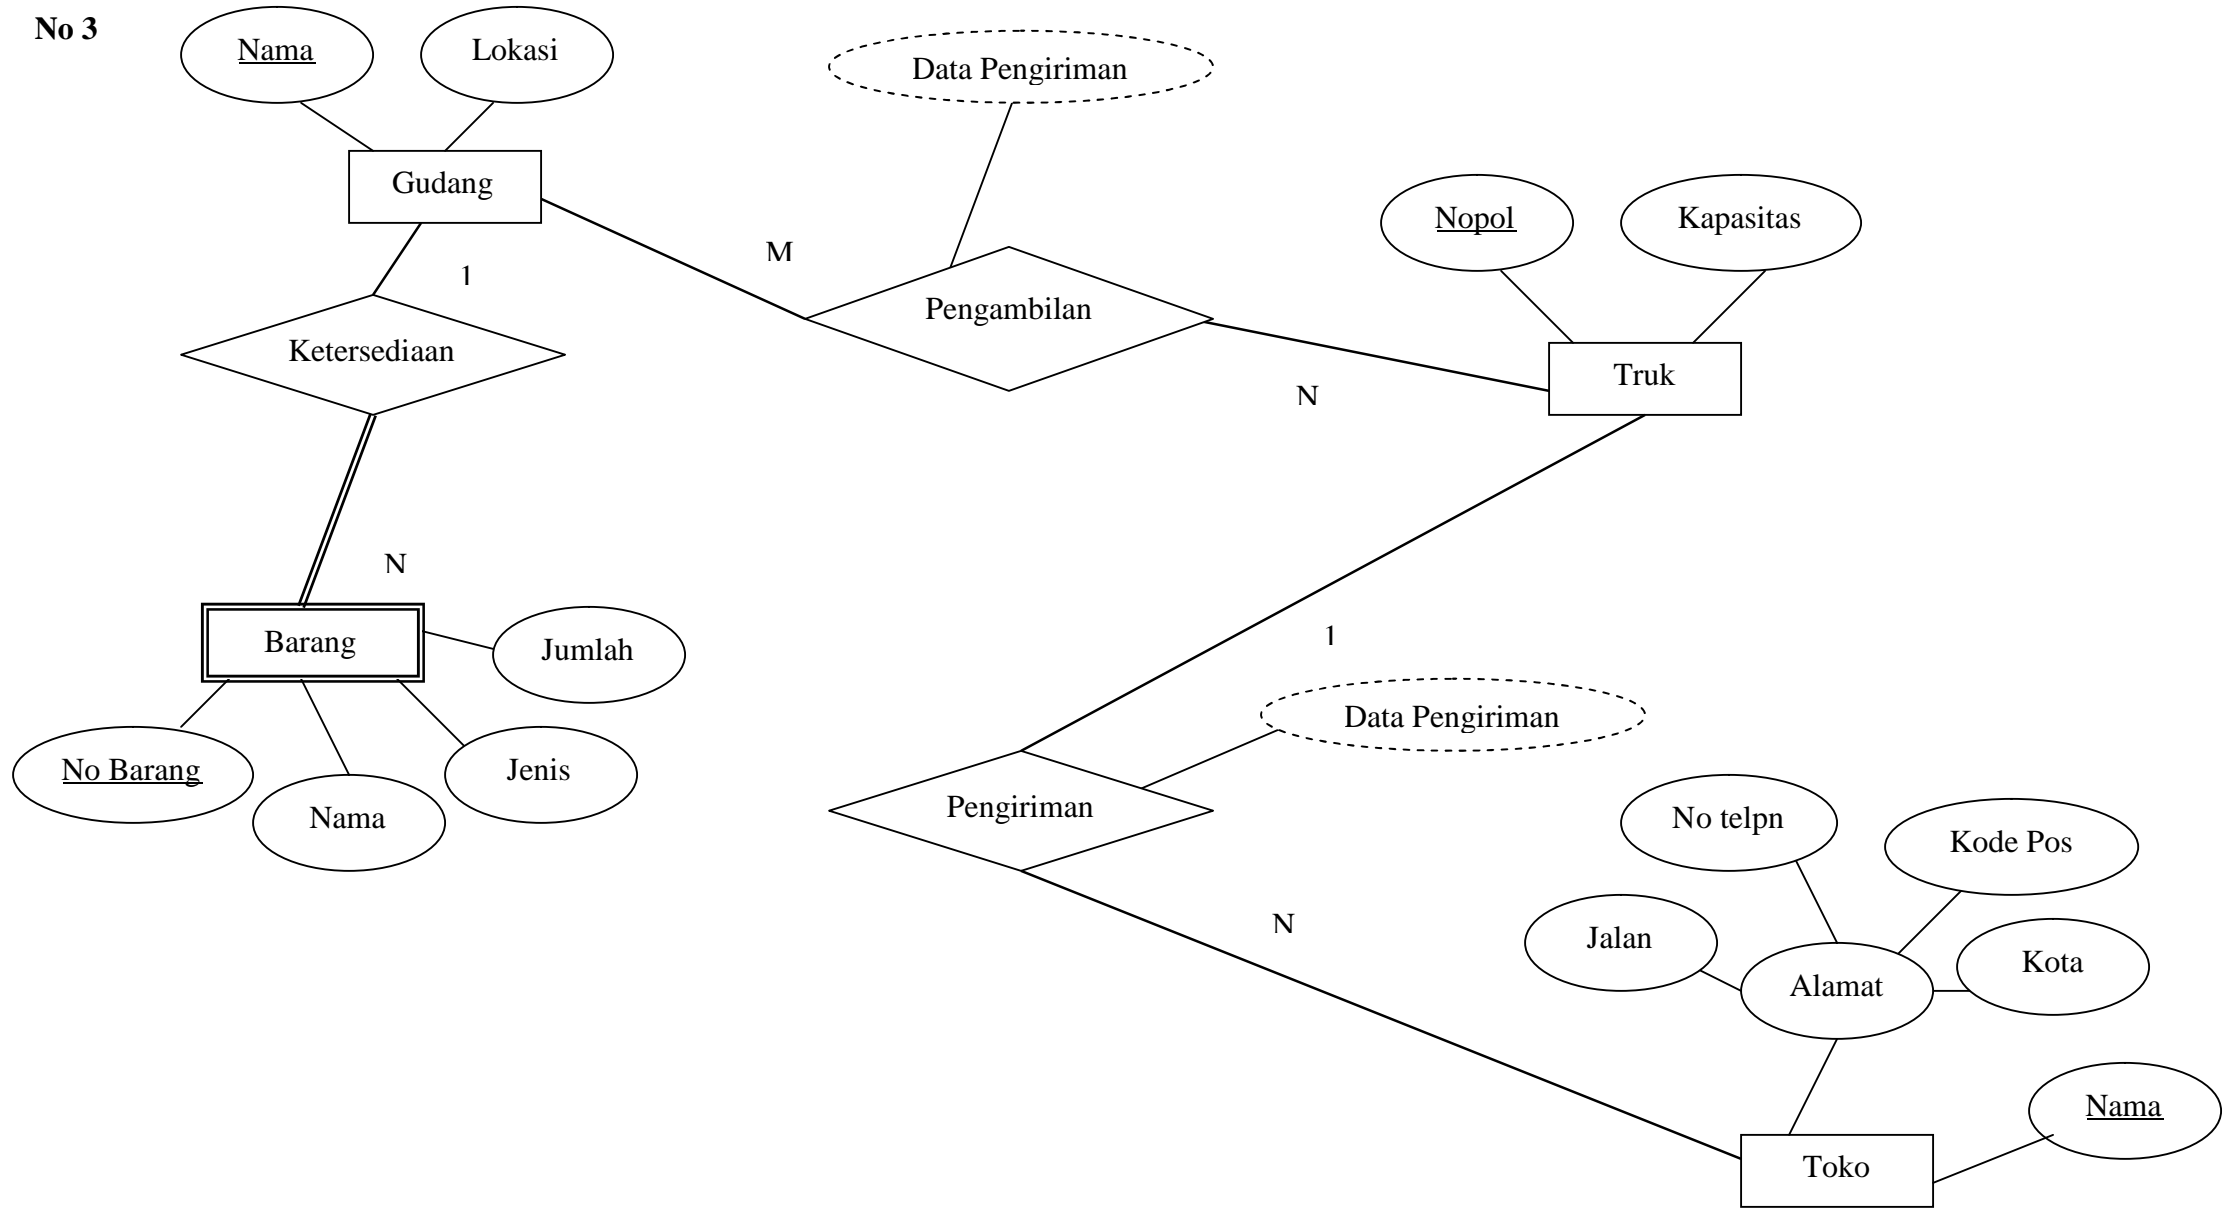 No 3
Nama
Lokasi
Data Pengiriman
Gudang
Nopol
Kapasitas
M
1
Pengambilan
Ketersediaan
Truk
N
N
Barang
Jumlah
1
Data Pengiriman
No Barang
Nama
Jenis
Pengiriman
No telpn
Kode Pos
N
Jalan
Kota
Alamat
Nama
Toko